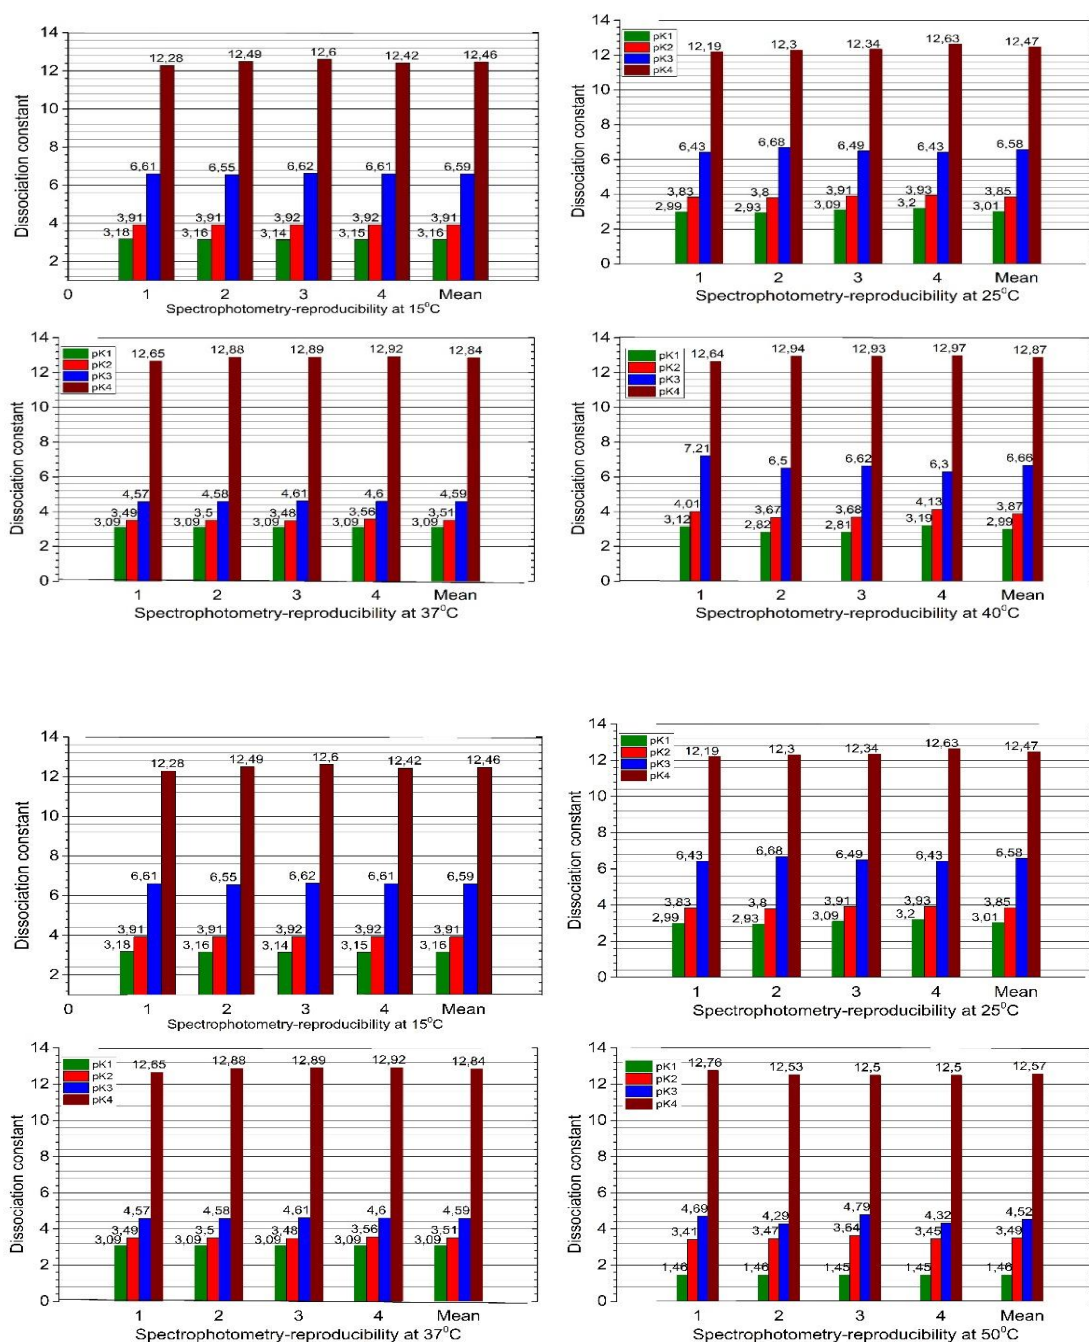 14
12
10
8
6
4
2
0
Dissociation constant
12,28 12,49 12,6 12,42 12,46
6,61 6,55 6,62 6,61 6,59
3,91 3,91 3,92 3,92 3,91
3,18 3,16 3,14 3,15 3,16
1 2 3 4 Mean
Spectrophotometry-reproducibility at 15⁰C
14
12
10
8
6
4
2
0
Dissociation constant
pK1
pK2
pK3
pK4
12,19 12,3 12,34 12,63 12,47
6,43 6,68 6,49 6,43 6,58
3,83 3,8 3,91 3,93 3,85
2,99 2,93 3,09 3,2 3,01
1 2 3 4 Mean
Spectrophotometry-reproducibility at 25⁰C
14
12
10
8
6
4
2
0
Dissociation constant
pK1
pK2
pK3
pK4
12,65 12,88 12,89 12,92 12,84
4,57 4,58 4,61 4,6 4,59
3,49 3,5 3,48 3,56 3,51
3,09 3,09 3,09 3,09 3,09
1 2 3 4 Mean
Spectrophotometry-reproducibility at 37⁰C
14
12
10
8
6
4
2
0
Dissociation constant
pK1
pK2
pK3
pK4
12,64 12,94 12,93 12,97 12,87
7,21 6,5 6,62 6,3 6,66
4,01 3,67 3,68 4,13 3,87
3,12 2,82 2,81 3,19 2,99
1 2 3 4 Mean
Spectrophotometry-reproducibility at 40⁰C
14
12
10
8
6
4
2
0
Dissociation constant
12,28 12,49 12,6 12,42 12,46
6,61 6,55 6,62 6,61 6,59
3,91 3,91 3,92 3,92 3,91
3,18 3,16 3,14 3,15 3,16
1 2 3 4 Mean
Spectrophotometry-reproducibility at 15⁰C
14
12
10
8
6
4
2
0
Dissociation constant
pK1
pK2
pK3
pK4
12,19 12,3 12,34 12,63 12,47
6,43 6,68 6,49 6,43 6,58
3,83 3,8 3,91 3,93 3,85
2,99 2,93 3,09 3,2 3,01
1 2 3 4 Mean
Spectrophotometry-reproducibility at 25⁰C
14
12
10
8
6
4
2
0
Dissociation constant
pK1
pK2
pK3
pK4
12,65 12,88 12,89 12,92 12,84
4,57 4,58 4,61 4,6 4,59
3,49 3,5 3,48 3,56 3,51
3,09 3,09 3,09 3,09 3,09
1 2 3 4 Mean
Spectrophotometry-reproducibility at 37⁰C
14
12
10
8
6
4
2
0
Dissociation constant
pK1
pK2
pK3
pK4
12,76 12,53 12,5 12,5 12,57
4,69 4,29 4,79 4,32 4,52
3,41 3,47 3,64 3,45 3,49
1,46 1,46 1,45 1,45 1,46
1 2 3 4 Mean
Spectrophotometry-reproducibility at 50⁰C